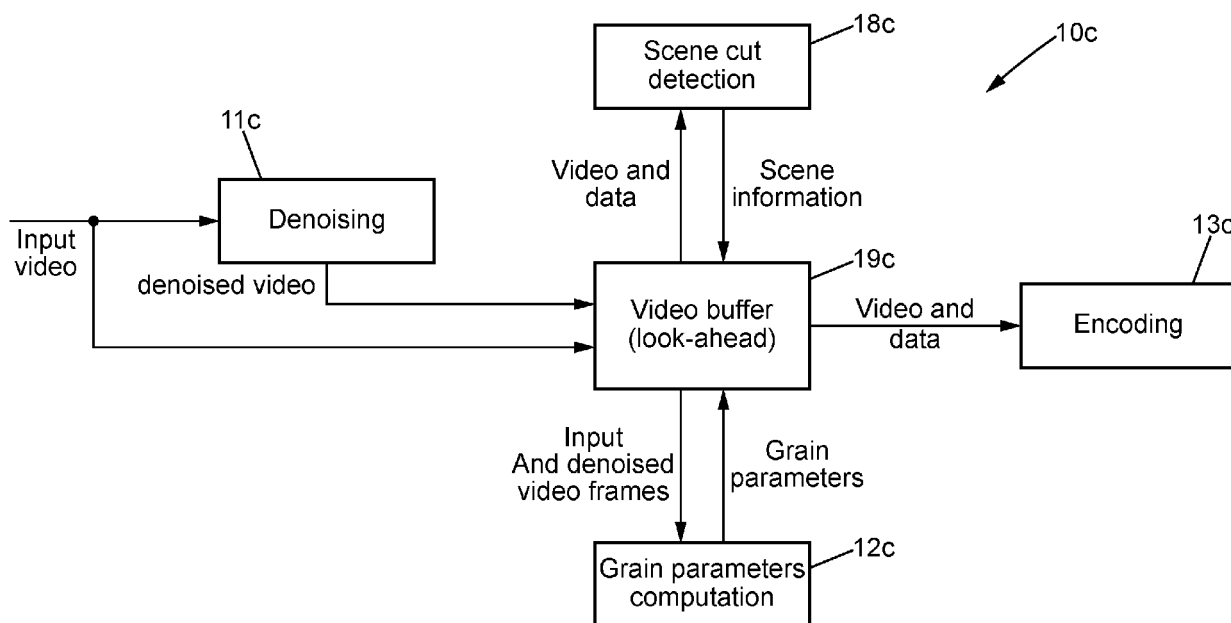 18c
10c
Scene cut
detection
11c
Video and
data
Scene
information
Denoising
Input
video
denoised video
19c
13c
Video buffer
(look-ahead)
Video and
data
Encoding
Input
And denoised
video frames
Grain
parameters
12c
Grain parameters
computation